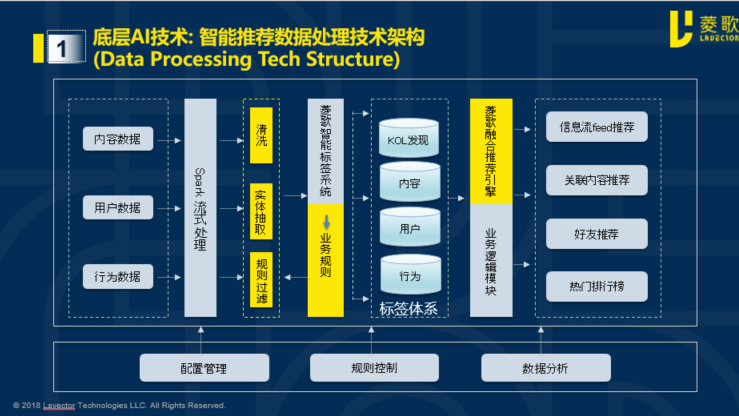 1
底层AI技术: 智能推荐数据处理技术架构
(Data Processing Tech Structure)
菱歌
LAVECTOR
内容数据
用户数据
行为数据
Spark 流式处理
清洗
实体抽取
规则过滤
菱歌智能标签系统
业务规则
KOL发现
内容
用户
行为
标签体系
菱歌融合推荐引擎
业务逻辑模块
信息流feed推荐
关联内容推荐
好友推荐
热门排行榜
配置管理
规则控制
数据分析
© 2018 Lavector Technologies LLC. All Rights Reserved.